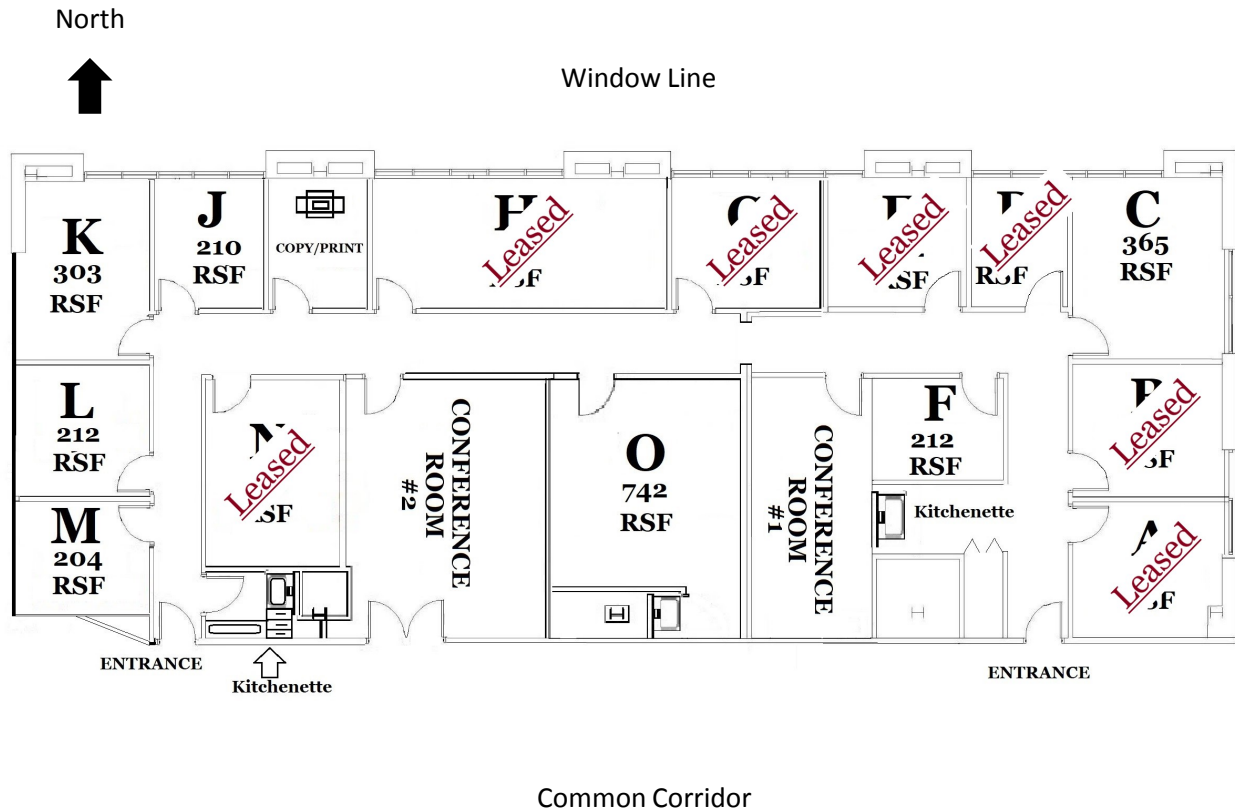 North
Window Line
K
303
RSF
J
210
RSF
COPY/PRINT
H
Leased
Leased
Leased
RSF
Leased
RSF
C
365
RSF
L
212
RSF
N
Leased
CONFERENCE
ROOM
#2
O
742
RSF
CONFERENCE
ROOM
#1
F
212
RSF
Kitchenette
Leased
M
204
RSF
A
Leased
ENTRANCE
Kitchenette
ENTRANCE
Common Corridor